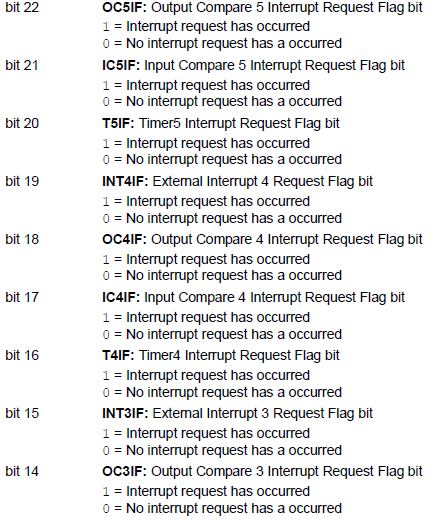 bit 22 OC5IF: Output Compare 5 Interrupt Request Flag bit
1 = Interrupt request has occurred
0 = No interrupt request has a occurred
bit 21 IC5IF: Input Compare 5 Interrupt Request Flag bit
1 = Interrupt request has occurred
0 = No interrupt request has a occurred
bit 20 T5IF: Timer5 Interrupt Request Flag bit
1 = Interrupt request has occurred
0 = No interrupt request has a occurred
bit 19 INT4IF: External Interrupt 4 Request Flag bit
1 = Interrupt request has occurred
0 = No interrupt request has a occurred
bit 18 OC4IF: Output Compare 4 Interrupt Request Flag bit
1 = Interrupt request has occurred
0 = No interrupt request has a occurred
bit 17 IC4IF: Input Compare 4 Interrupt Request Flag bit
1 = Interrupt request has occurred
0 = No interrupt request has a occurred
bit 16 T4IF: Timer4 Interrupt Request Flag bit
1 = Interrupt request has occurred
0 = No interrupt request has a occurred
bit 15 INT3IF: External Interrupt 3 Request Flag bit
1 = Interrupt request has occurred
0 = No interrupt request has a occurred
bit 14 OC3IF: Output Compare 3 Interrupt Request Flag bit
1 = Interrupt request has occurred
0 = No interrupt request has a occurred